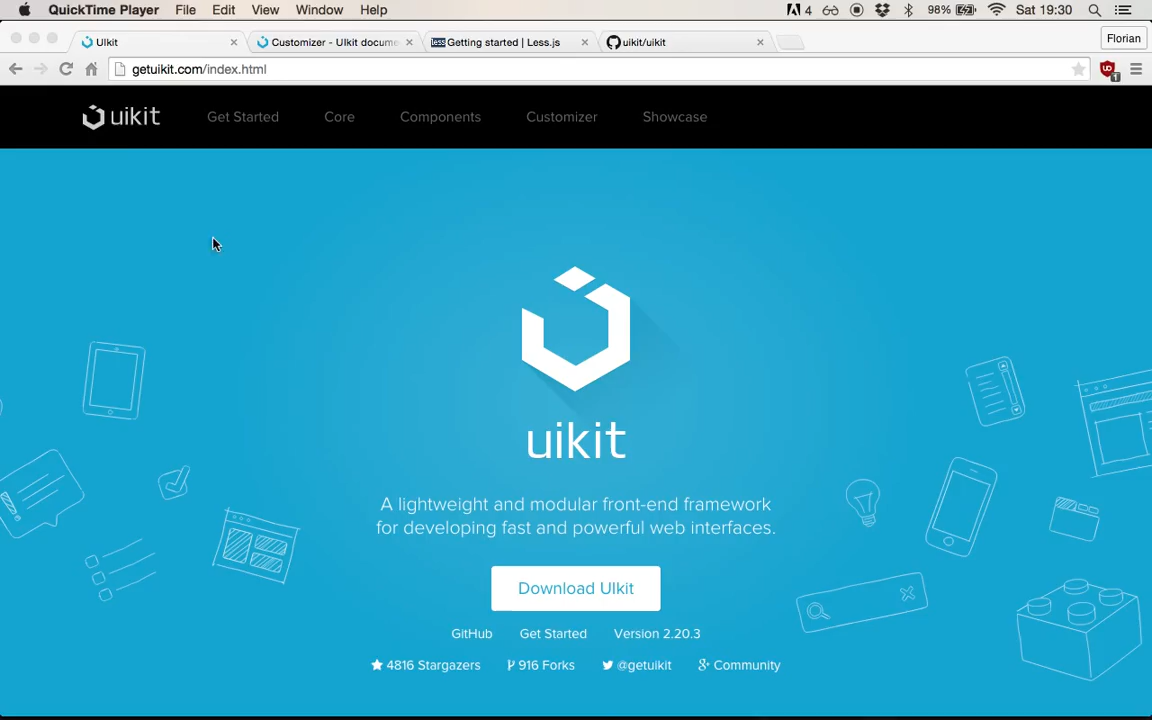 QuickTime Player File Edit View Window Help 4 98% Sat 19:30
UIkit Customizer - UIkit docume Getting started | Less.js uikit/uikit Florian
getuikit.com/index.html
uikit Get Started Core Components Customizer Showcase
uikit
A lightweight and modular front-end framework
for developing fast and powerful web interfaces.
Download UIkit
GitHub Get Started Version 2.20.3
4816 Stargazers 916 Forks @getuikit Community